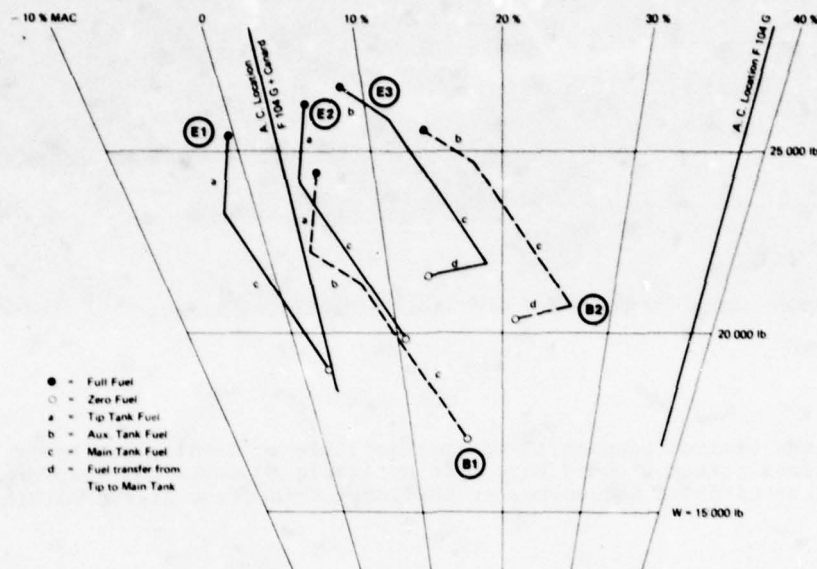 - 10 % MAC
0
10 %
20 %
30 %
40 %
A. C. Location
F 104 G + Canard
A. C. Location F 104 G
E1
E2
E3
a
a
b
b
25 000 lb
a
c
c
b
c
c
d
d
B2
20 000 lb
c
B1
W = 15 000 lb
● = Full Fuel
○ = Zero Fuel
a = Tip Tank Fuel
b = Aux. Tank Fuel
c = Main Tank Fuel
d = Fuel transfer from
Tip to Main Tank